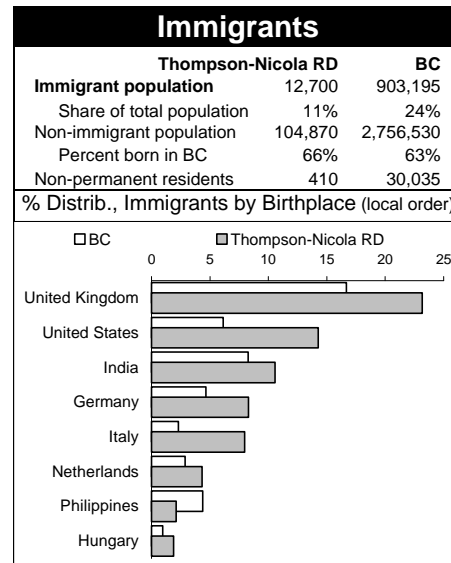 Immigrants
Thompson-Nicola RD BC
Immigrant population 12,700 903,195
Share of total population 11% 24%
Non-immigrant population 104,870 2,756,530
Percent born in BC 66% 63%
Non-permanent residents 410 30,035
% Distrib., Immigrants by Birthplace (local order)
BC Thompson-Nicola RD
0 5 10 15 20 25
United Kingdom
United States
India
Germany
Italy
Netherlands
Philippines
Hungary